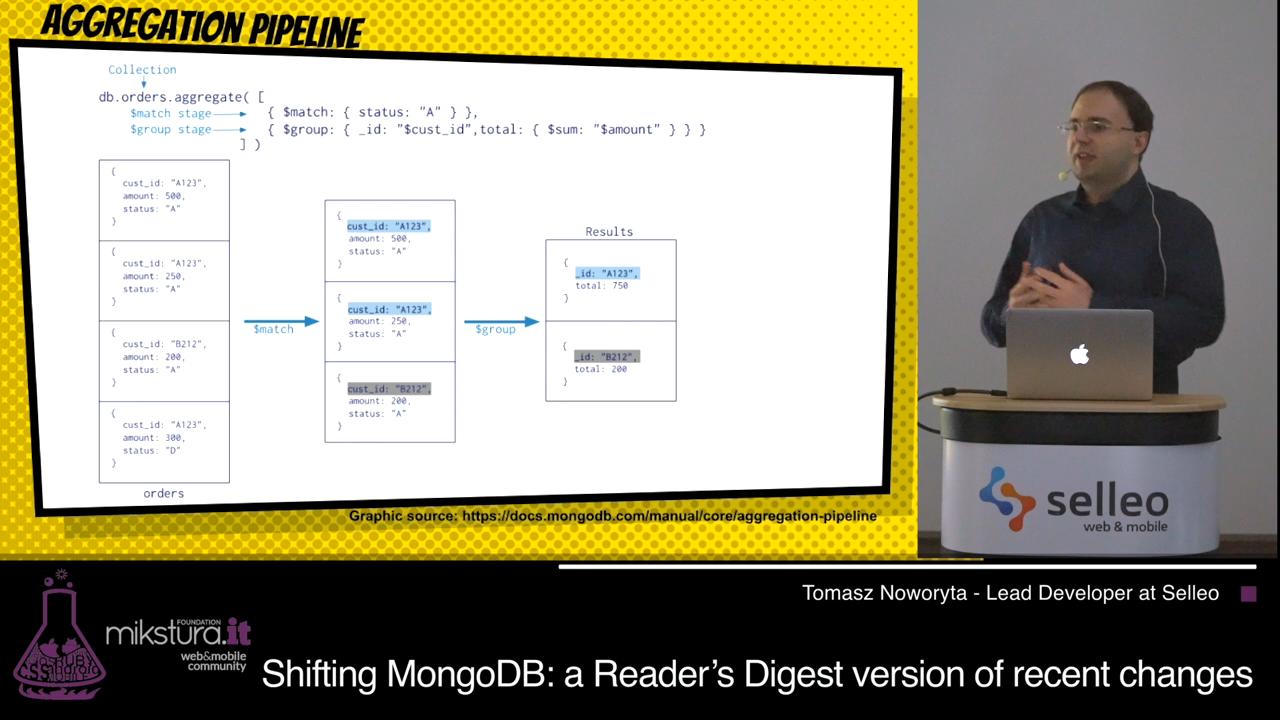 AGGREGATION PIPELINE
Collection
db.orders.aggregate( [
$match stage
{ $match: { status: "A" } },
$group stage
{ $group: { _id: "$cust_id",total: { $sum: "$amount" } } }
] )
{
cust_id: "A123",
amount: 500,
status: "A"
}
{
cust_id: "A123",
amount: 250,
status: "A"
}
{
cust_id: "B212",
amount: 200,
status: "A"
}
{
cust_id: "A123",
amount: 300,
status: "D"
}
orders
$match
{
cust_id: "A123",
amount: 500,
status: "A"
}
{
cust_id: "A123",
amount: 250,
status: "A"
}
{
cust_id: "B212",
amount: 200,
status: "A"
}
$group
Results
{
_id: "A123",
total: 750
}
{
_id: "B212",
total: 200
}
Graphic source: https://docs.mongodb.com/manual/core/aggregation-pipeline
selleo
web & mobile
Tomasz Noworyta - Lead Developer at Selleo
FOUNDATION
mikstura.it
web&mobile
community
Shifting MongoDB: a Reader's Digest version of recent changes